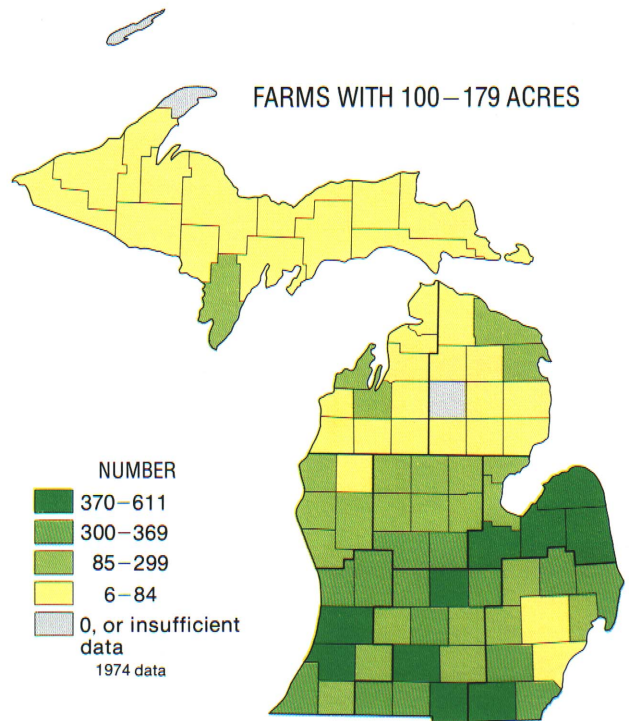 FARMS WITH 100–179 ACRES
NUMBER
370–611
300–369
85–299
6–84
0, or insufficient
data
1974 data